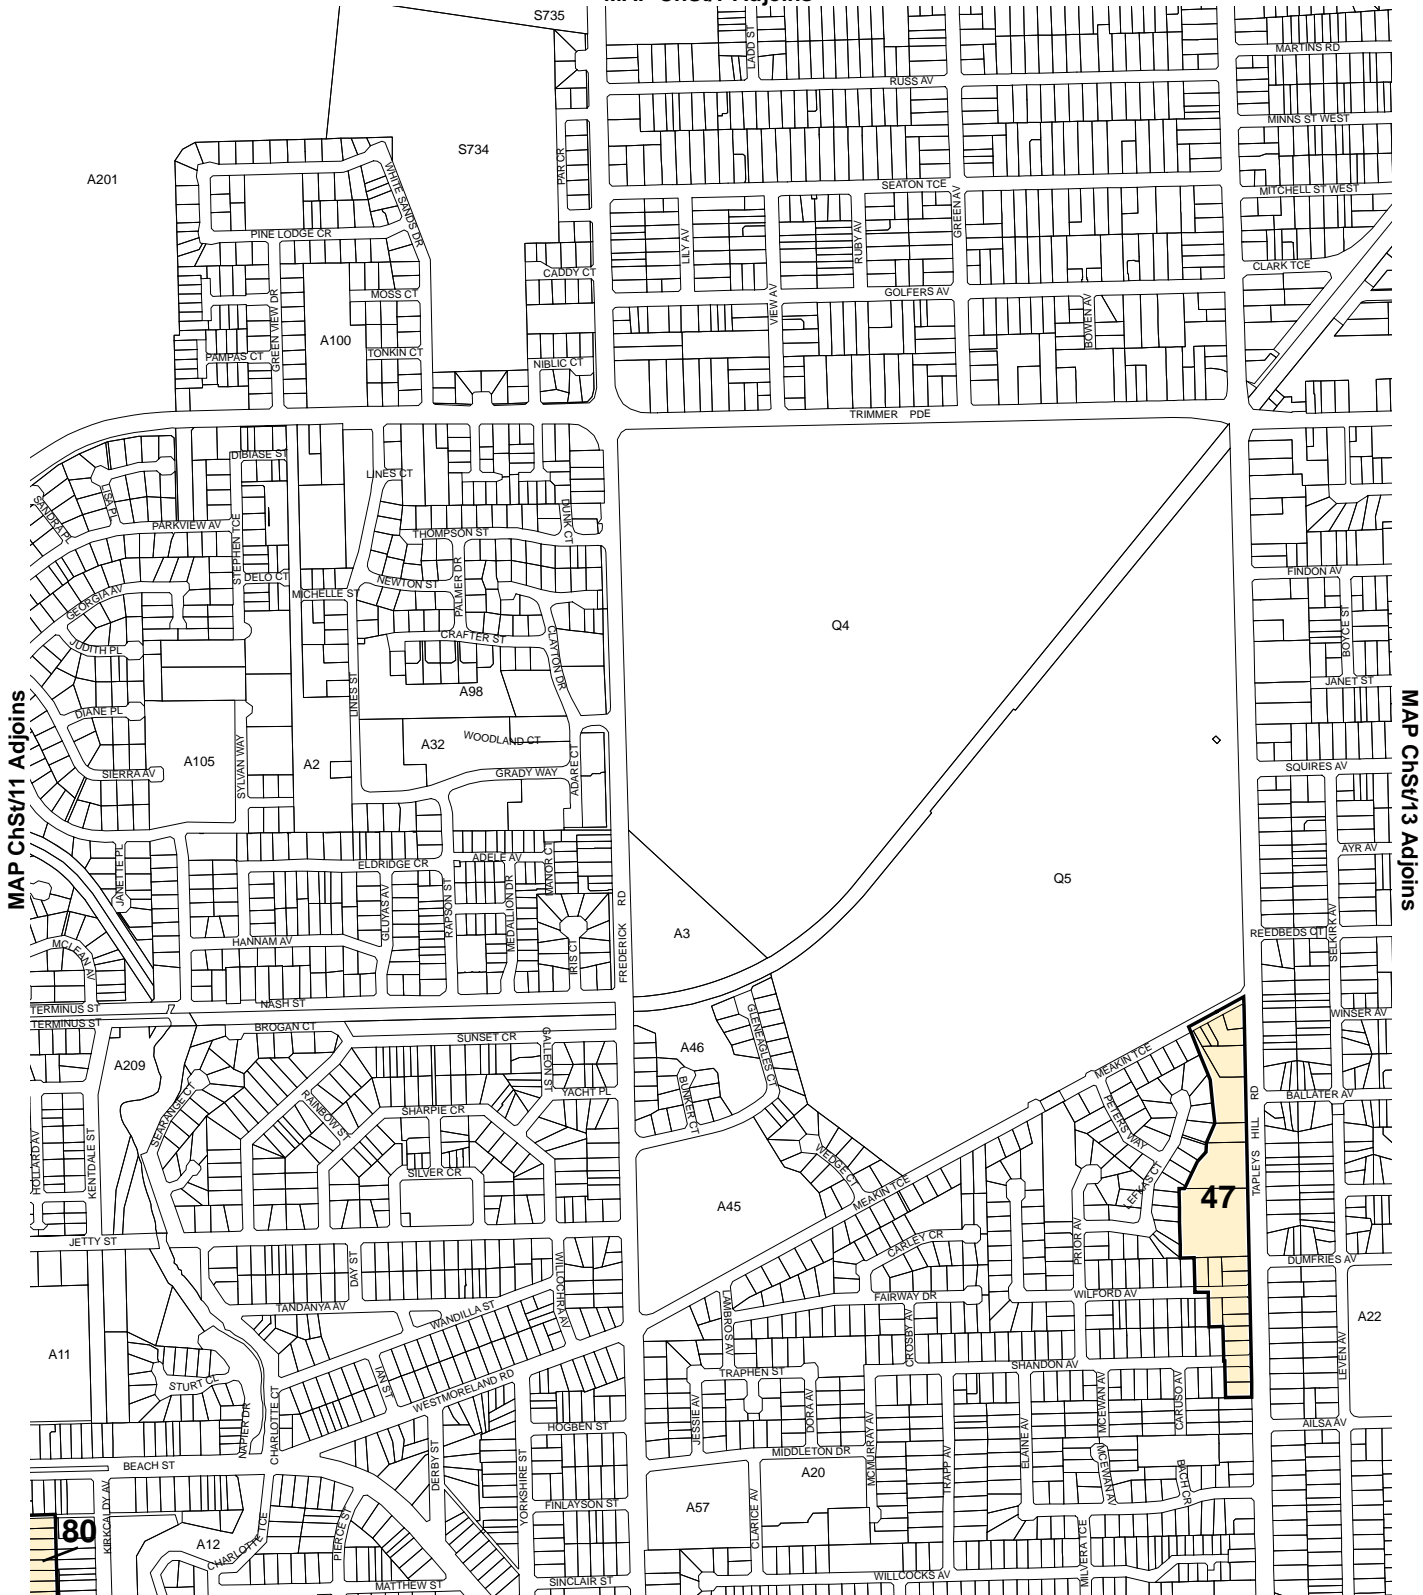 S735
LADD ST
MARTINS RD
RUSS AV
MINNS ST WEST
S734
PAR CR
A201
WHITE SANDS DR
SEATON TCE
MITCHELL ST WEST
GREEN AV
PINE LODGE CR
LILY AV
RUBY AV
CLARK TCE
CADDY CT
MOSS CT
GOLFERS AV
VIEW AV
BOWEN AV
GREEN VIEW DR
A100
PAMPAS CT
TONKIN CT
NIBLIC CT
TRIMMER PDE
DIBIASE ST
LINES CT
SANDRA PL
LISA PL
PARKVIEW AV
STEPHEN TCE
THOMPSON ST
DUNK CT
FINDON AV
DELO CT
MICHELLE ST
NEWTON ST
PALMER DR
GEORGIA AV
Q4
BOYCE ST
CRAFTER ST
CLAYTON DR
JUDITH PL
JANET ST
A98
LINES ST
MAP ChSt/11 Adjoins
MAP ChSt/13 Adjoins
DIANE PL
A32
WOODLAND CT
A105
SYLVAN WAY
A2
SIERRA AV
GRADY WAY
ADARE CT
SQUIRES AV
JANETTE PL
ELDRIDGE CR
ADELE AV
MANOR CT
AYR AV
Q5
GLUYAS AV
RAPSON ST
MEDALLION DR
FREDERICK RD
A3
REEDBEDS CT
SELKIRK AV
MCLEAN AV
HANNAM AV
IRIS CT
TERMINUS ST
NASH ST
WINSER AV
TERMINUS ST
BROGAN CT
SUNSET CR
GALLEON ST
GLENEAGLES CT
A46
A209
MEAKIN TCE
BUNKER CT
YACHT PL
TAPLEYS HILL RD
BALLATER AV
SEARANGE CT
RAINBOW ST
SHARPIE CR
PETERS WAY
HOLLARD AV
KENTDALE ST
SILVER CR
WEDGE CT
MEAKIN TCE
LEFKAS CT
47
A45
JETTY ST
PRIOR AV
CARLEY CR
DUMFRIES AV
DAY ST
WILLOCHRA AV
TANDANYA AV
WANDILLA ST
LAMBROS AV
FAIRWAY DR
CROSBY AV
WILFORD AV
A22
A11
LEVEN AV
STURT CL
IAN ST
WESTMORELAND RD
TRAPHEN ST
SHANDON AV
NAPIER DR
CHARLOTTE CT
JESSIE AV
DORA AV
MCMURRAY AV
ELAINE AV
MCEWAN AV
CARUSO AV
HOGBEN ST
AILSA AV
BEACH ST
DERBY ST
YORKSHIRE ST
MIDDLETON DR
A20
TRAPP AV
MCEWAN AV
BACH CR
KIRKCALDY AV
FINLAYSON ST
A57
CLARICE AV
80
A12
CHARLOTTE TCE
PIERCE ST
MILVERA TCE
MATTHEW ST
SINCLAIR ST
WILLCOCKS AV